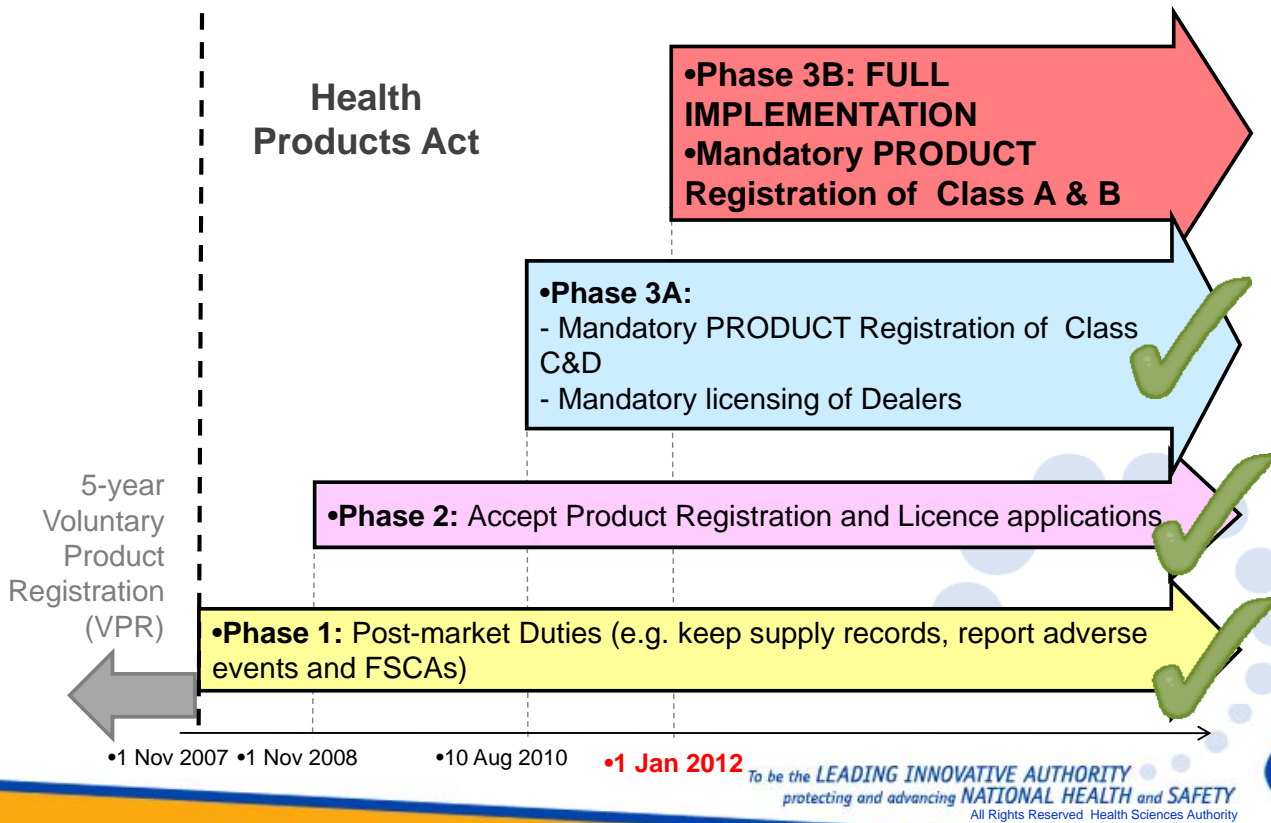 Health
Products Act
•Phase 3B: FULL
IMPLEMENTATION
•Mandatory PRODUCT
Registration of Class A & B
•Phase 3A:
- Mandatory PRODUCT Registration of Class
C&D
- Mandatory licensing of Dealers
5-year
Voluntary
Product
Registration
(VPR)
•Phase 2: Accept Product Registration and Licence applications
•Phase 1: Post-market Duties (e.g. keep supply records, report adverse
events and FSCAs)
•1 Nov 2007 •1 Nov 2008 •10 Aug 2010 •1 Jan 2012
To be the LEADING INNOVATIVE AUTHORITY
protecting and advancing NATIONAL HEALTH and SAFETY
All Rights Reserved Health Sciences Authority